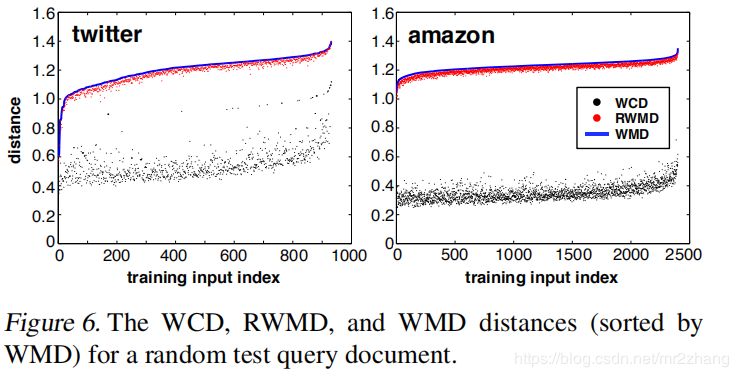 twitter
amazon
distance
1.6
1.4
1.2
1.0
0.8
0.6
0.4
0.2
0
0 200 400 600 800 1000
training input index
1.6
1.4
1.2
1.0
0.8
0.6
0.4
0.2
0
0 500 1000 1500 2000 2500
training input index
WCD
RWMD
WMD
Figure 6. The WCD, RWMD, and WMD distances (sorted by
WMD) for a random test query document.
https://blog.csdn.net/mr2zhang